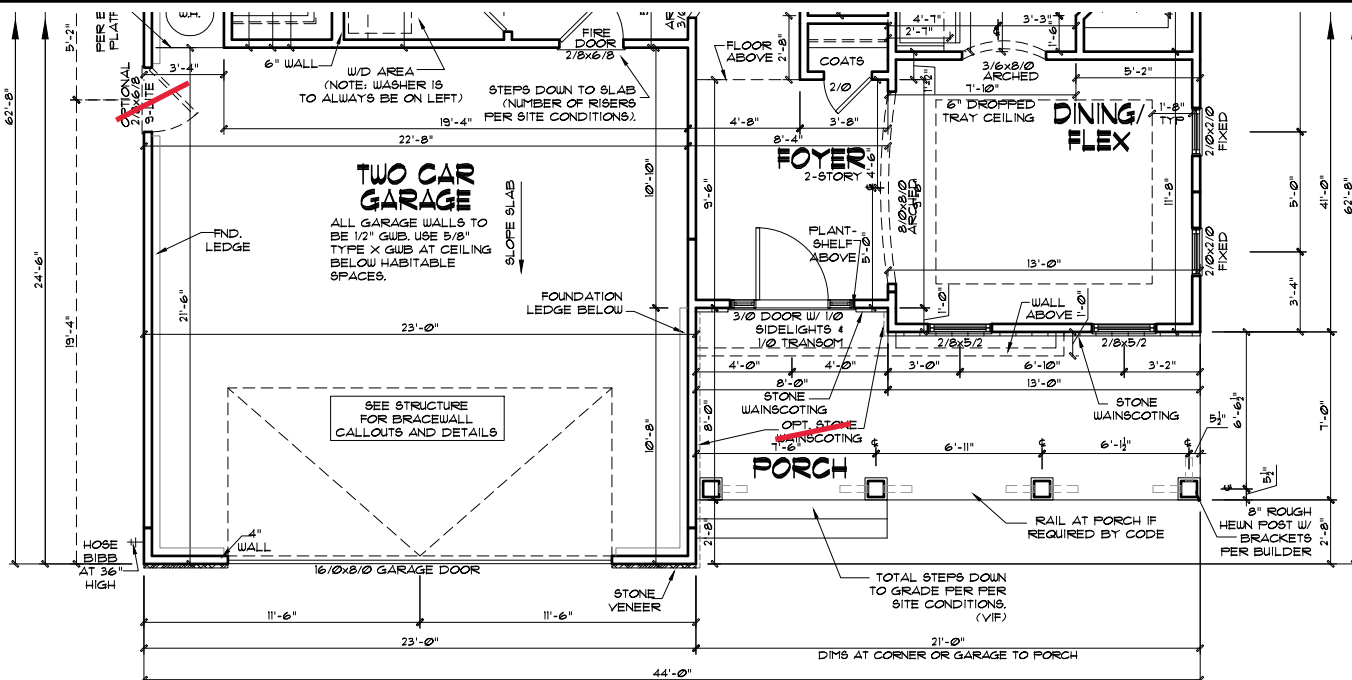 62'-8"
24'-6"
5'-2"
19'-4"
PER
PLAT
W.H.
3'-4"
OPTIONAL
2/8x6/8
9-LITE
6" WALL
W/D AREA
(NOTE: WASHER IS
TO ALWAYS BE ON LEFT)
FIRE
DOOR
2/8x6/8
STEPS DOWN TO SLAB
(NUMBER OF RISERS
PER SITE CONDITIONS).
19'-4"
22'-8"
TWO CAR
GARAGE
ALL GARAGE WALLS TO
BE 1/2" GWB. USE 5/8"
TYPE X GWB AT CEILING
BELOW HABITABLE
SPACES.
SLOPE SLAB
10'-10"
FND.
LEDGE
21'-6"
FOUNDATION
LEDGE BELOW
23'-0"
SEE STRUCTURE
FOR BRACEWALL
CALLOUTS AND DETAILS
10'-8"
4"
WALL
HOSE
BIBB
AT 36"
HIGH
16/0x8/0 GARAGE DOOR
STONE
VENEER
11'-6"
11'-6"
23'-0"
44'-0"
FLOOR
ABOVE
2'-8"
COATS
2/0
4'-8"
3'-8"
8'-4"
FOYER
2-STORY
9'-6"
4'-6"
8/0x8/0
ARCHED
PLANT-
SHELF
ABOVE
5'-0"
3/0 DOOR W/ 1/0
SIDELIGHTS &
1/0 TRANSOM
4'-7"
2'-7"
3'-3"
1'-6"
3/6x8/0
ARCHED
7'-10"
5'-2"
6" DROPPED
TRAY CEILING
DINING/
FLEX
1'-8"
TYP
2/0x2/0
FIXED
2/0x2/0
FIXED
11'-8"
13'-0"
1'-0"
WALL
ABOVE
1'-0"
2/8x5/2
2/8x5/2
5'-0"
3'-4"
41'-0"
62'-8"
4'-0"
4'-0"
3'-0"
6'-10"
3'-2"
8'-0"
13'-0"
STONE
WAINSCOTING
STONE
WAINSCOTING
OPT. STONE
WAINSCOTING
8'-0"
7'-6"
6'-11"
6'-1½"
5½"
6'-6½"
7'-0"
5½"
PORCH
2'-8"
RAIL AT PORCH IF
REQUIRED BY CODE
8" ROUGH
HEWN POST W/
BRACKETS
PER BUILDER
2'-8"
TOTAL STEPS DOWN
TO GRADE PER PER
SITE CONDITIONS.
(VIF)
21'-0"
DIMS AT CORNER OR GARAGE TO PORCH